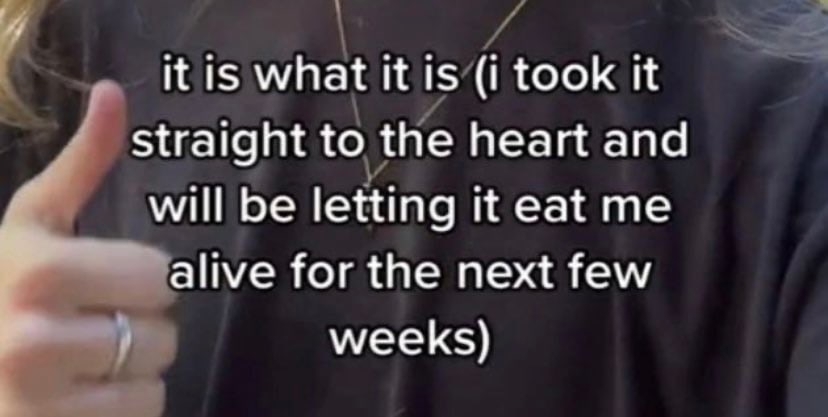 it is what it is (i took it
straight to the heart and
will be letting it eat me
alive for the next few
weeks)